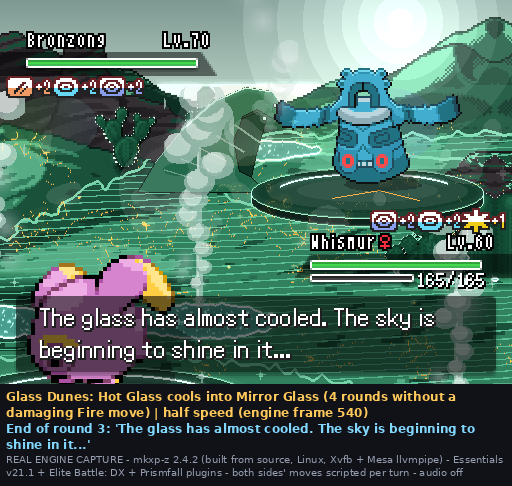 Bronzong Lv.70
+2 +2 +2
+2 +2 +1
Whismur♀ Lv.60
165/165
The glass has almost cooled. The sky is
beginning to shine in it...
Glass Dunes: Hot Glass cools into Mirror Glass (4 rounds without a
damaging Fire move) | half speed (engine frame 540)
End of round 3: 'The glass has almost cooled. The sky is beginning to
shine in it...'
REAL ENGINE CAPTURE - mkxp-z 2.4.2 (built from source, Linux, Xvfb + Mesa llvmpipe) - Essentials
v21.1 + Elite Battle: DX + Prismfall plugins - both sides' moves scripted per turn - audio off